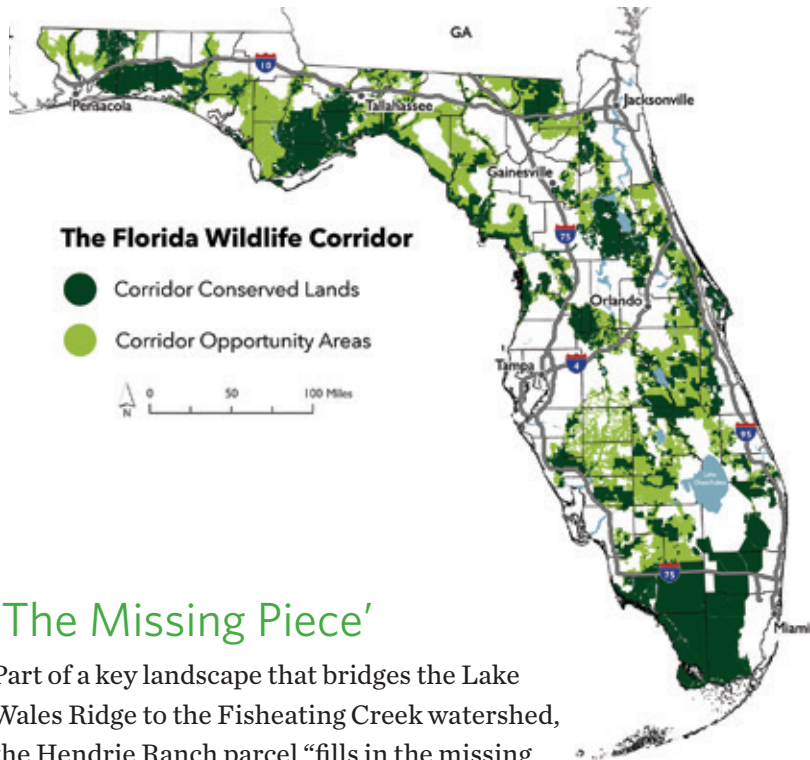 GA
10
Pensacola
Tallahassee
Jacksonville
Gainesville
75
The Florida Wildlife Corridor
Corridor Conserved Lands
Corridor Opportunity Areas
Orlando
Tampa
4
0 50 100 Miles
N
95
Lake
Okeechobee
75
Miami
The Missing Piece’
Part of a key landscape that bridges the Lake
Wales Ridge to the Fisheating Creek watershed,
the Hendrie Ranch parcel “fills in the missing